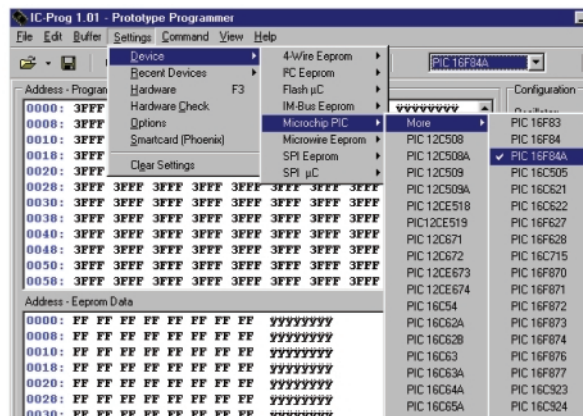 IC-Prog 1.01 - Prototype Programmer
File Edit Buffer Settings Command View Help
PIC 16F84A
Device
Recent Devices
Hardware F3
Hardware Check
Options
Smartcard (Phoenix)
Clear Settings
4-Wire Eeprom
I²C Eeprom
Flash µC
IM-Bus Eeprom
Microchip PIC
Microwire Eeprom
SPI Eeprom
SPI µC
More
PIC 12C508
PIC 12C508A
PIC 12C509
PIC 12C509A
PIC 12CE518
PIC12CE519
PIC 12C671
PIC 12C672
PIC 12CE673
PIC 12CE674
PIC 16C54
PIC 16C62A
PIC 16C62B
PIC 16C63
PIC 16C63A
PIC 16C64A
PIC 16C65A
PIC 16F83
PIC 16F84
PIC 16F84A
PIC 16C505
PIC 16C621
PIC 16C622
PIC 16F627
PIC 16F628
PIC 16C715
PIC 16F870
PIC 16F871
PIC 16F872
PIC 16F873
PIC 16F874
PIC 16F876
PIC 16F877
PIC 16C923
PIC 16C924
Configuration
Address - Program
0000: 3FFF
0008: 3FFF
0010: 3FFF
0018: 3FFF
0020: 3FFF
0028: 3FFF 3FFF 3FFF 3FFF 3FFF 3FFF 3FFF
0030: 3FFF 3FFF 3FFF 3FFF 3FFF 3FFF 3FFF
0038: 3FFF 3FFF 3FFF 3FFF 3FFF 3FFF 3FFF
0040: 3FFF 3FFF 3FFF 3FFF 3FFF 3FFF 3FFF
0048: 3FFF 3FFF 3FFF 3FFF 3FFF 3FFF 3FFF
0050: 3FFF 3FFF 3FFF 3FFF 3FFF 3FFF 3FFF
0058: 3FFF 3FFF 3FFF 3FFF 3FFF 3FFF 3FFF
ÿÿÿÿÿÿÿÿ
Address - Eeprom Data
0000: FF FF FF FF FF FF FF FF ÿÿÿÿÿÿÿÿ
0008: FF FF FF FF FF FF FF FF ÿÿÿÿÿÿÿÿ
0010: FF FF FF FF FF FF FF FF ÿÿÿÿÿÿÿÿ
0018: FF FF FF FF FF FF FF FF ÿÿÿÿÿÿÿÿ
0020: FF FF FF FF FF FF FF FF ÿÿÿÿÿÿÿÿ
0028: FF FF FF FF FF FF FF FF ÿÿÿÿÿÿÿÿ